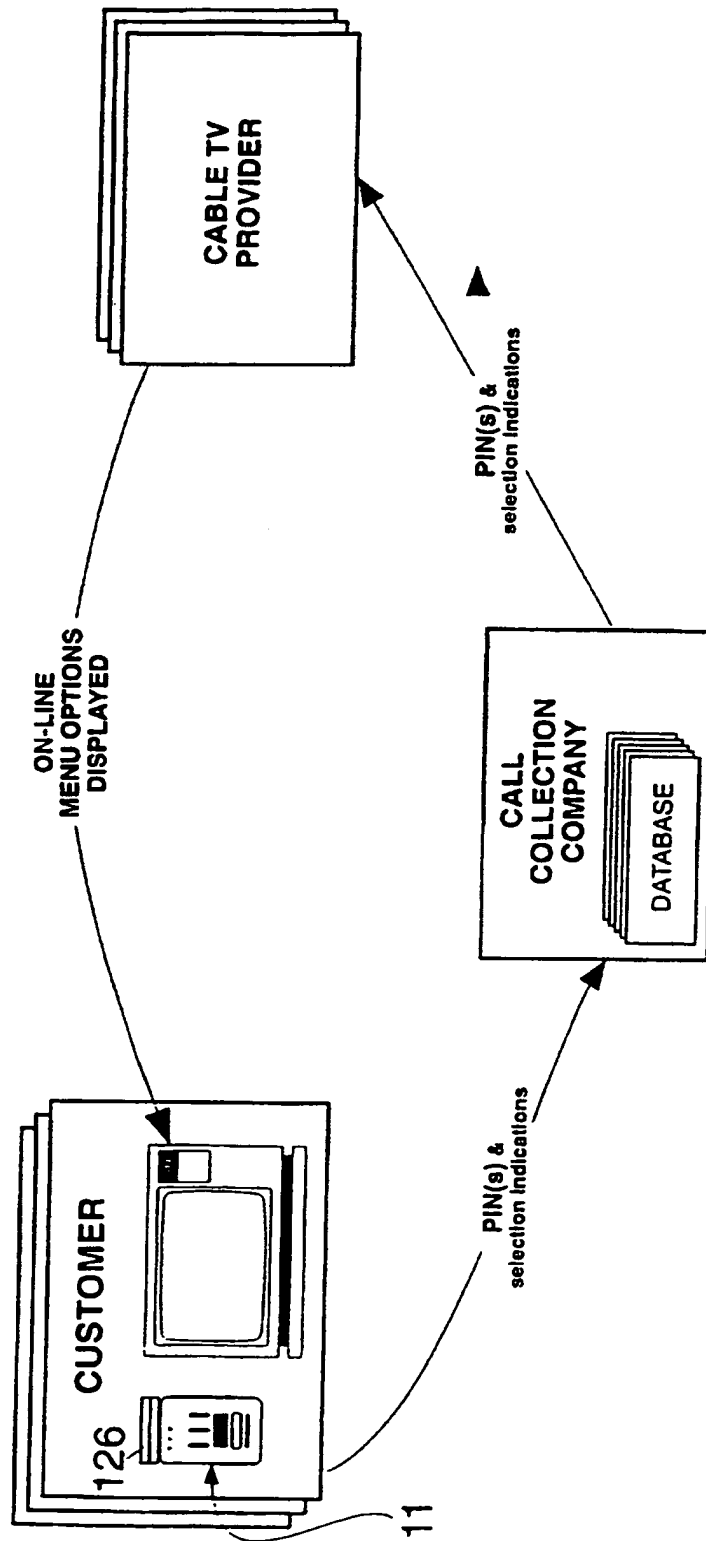 CUSTOMER
126
11
ON-LINE
MENU OPTIONS
DISPLAYED
CABLE TV
PROVIDER
PIN(s) &
selection indications
CALL
COLLECTION
COMPANY
DATABASE
PIN(s) &
selection indications